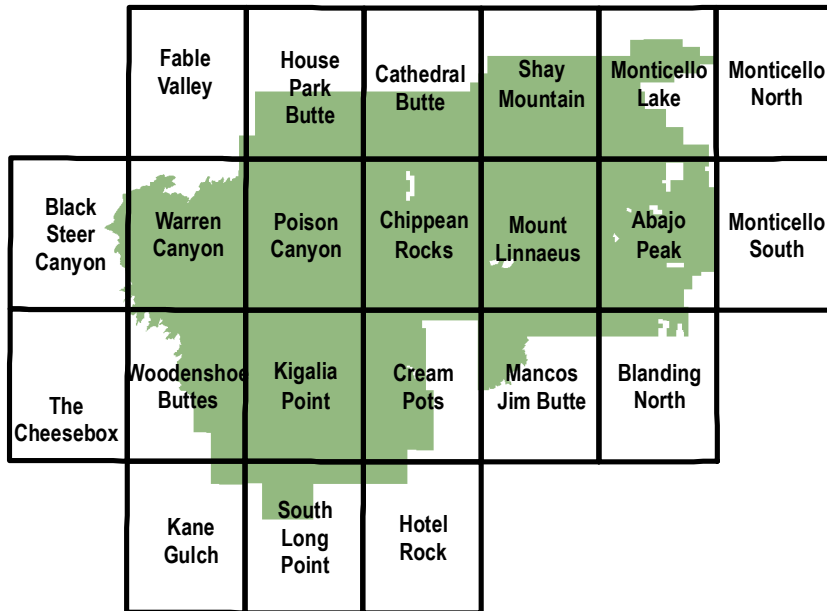 Fable
Valley
House
Park
Butte
Cathedral
Butte
Shay
Mountain
Monticello
Lake
Monticello
North
Black
Steer
Canyon
Warren
Canyon
Poison
Canyon
Chippean
Rocks
Mount
Linnaeus
Abajo
Peak
Monticello
South
The
Cheesebox
Woodenshoe
Buttes
Kigalia
Point
Cream
Pots
Mancos
Jim Butte
Blanding
North
Kane
Gulch
South
Long
Point
Hotel
Rock